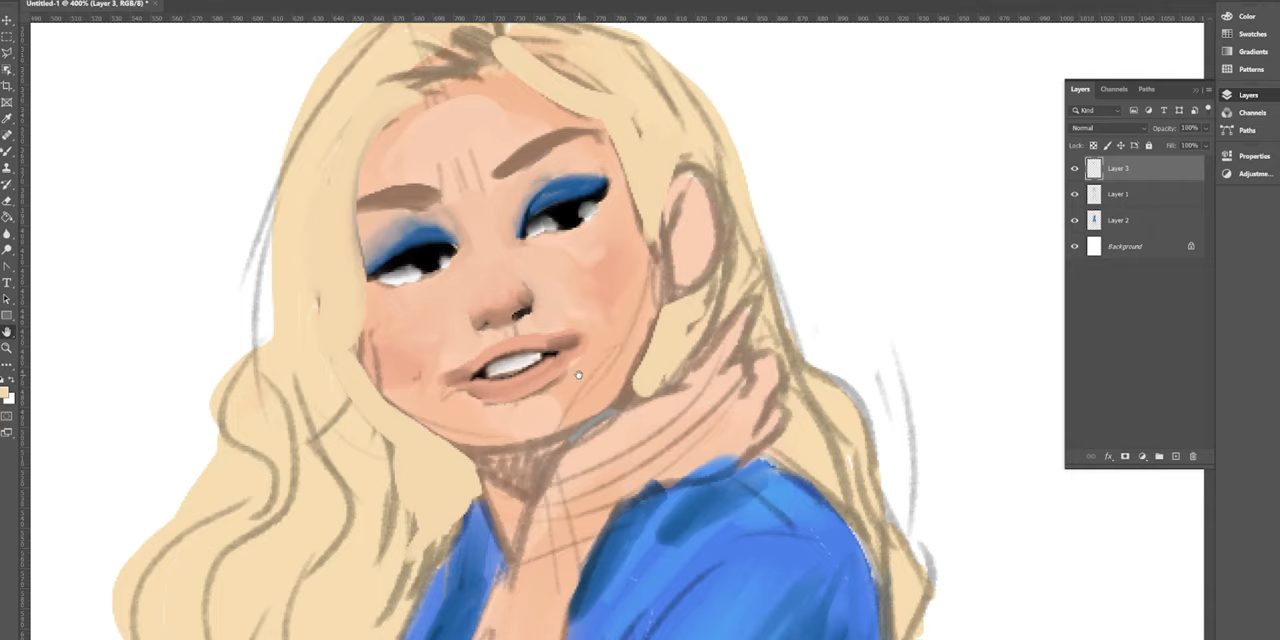 Untitled-1 @ 400% (Layer 3, RGB/8) *
Color
Swatches
Gradients
Patterns
Layers
Channels
Paths
Properties
Adjustme...
Layers Channels Paths
Kind
Normal Opacity: 100%
Lock: Fill: 100%
Layer 3
Layer 1
Layer 2
Background
fx